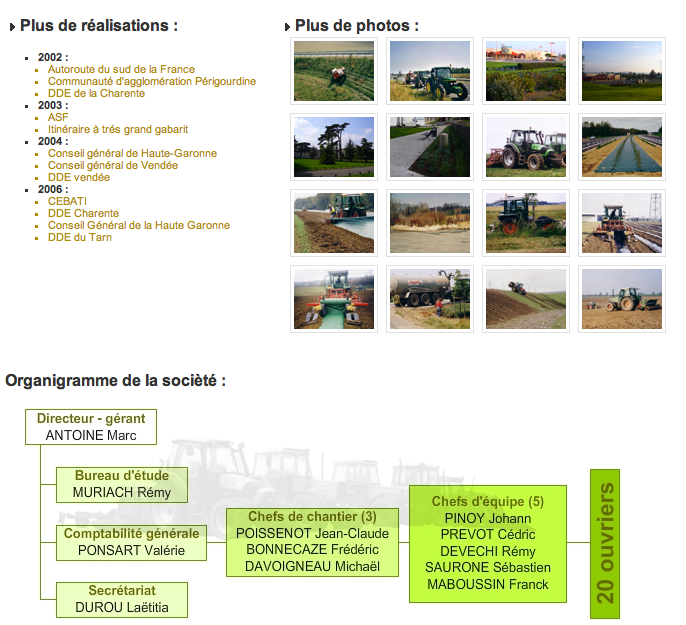 Plus de réalisations :
2002 :
Autoroute du sud de la France
Communauté d'agglomération Périgourdine
DDE de la Charente
2003 :
ASF
Itinéraire à trés grand gabarit
2004 :
Conseil général de Haute-Garonne
Conseil général de Vendée
DDE vendée
2006 :
CEBATI
DDE Charente
Conseil Général de la Haute Garonne
DDE du Tarn
Plus de photos :
Organigramme de la socièté :
Directeur - gérant
ANTOINE Marc
Bureau d'étude
MURIACH Rémy
Comptabilité générale
PONSART Valérie
Secrétariat
DUROU Laëtitia
Chefs de chantier (3)
POISSENOT Jean-Claude
BONNECAZE Frédéric
DAVOIGNEAU Michaël
Chefs d'équipe (5)
PINOY Johann
PREVOT Cédric
DEVECHI Rémy
SAURONE Sébastien
MABOUSSIN Franck
20 ouvriers